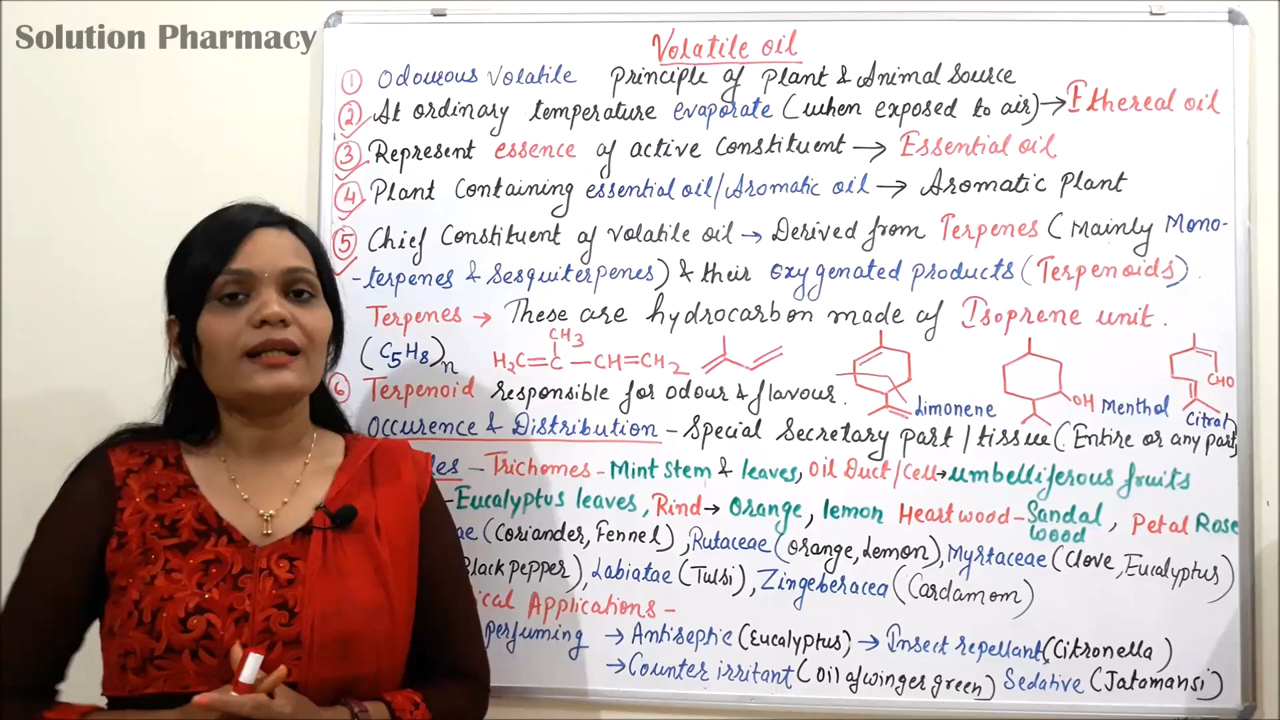 Solution Pharmacy
Volatile oil
① Odourous Volatile principle of plant & Animal Source
② At ordinary temperature evaporate (when exposed to air) → Ethereal oil
③ Represent essence of active Constituent → Essential oil
④ Plant Containing essential oil/Aromatic oil → Aromatic Plant
⑤ Chief Constituent of volatile oil → Derived from Terpenes (Mainly Mono-
-terpenes & Sesquiterpenes) & their oxygenated products (Terpenoids).
Terpenes → These are hydrocarbon made of Isoprene unit.
(C5H8)n
CH3
H2C=C-CH=CH2
CHO
OH
Limonene
Menthol
Citral
⑥ Terpenoid responsible for odour & flavour.
Occurence & Distribution - Special Secretary part/tissue (Entire or any part
les - Trichomes - Mint stem & leaves, Oil Duct/Cell → umbelliferous fruits
- Eucalyptus leaves, Rind → Orange, lemon Heartwood - Sandal wood, Petal Rose
ae (Coriander, Fennel), Rutaceae (orange, Lemon), Myrtaceae (Clove, Eucalyptus)
Black pepper), Labiatae (Tulsi), Zingeberacea (Cardamom)
ical Applications -
perfuming → Antiseptic (Eucalyptus) → Insect repellant (Citronella)
→ Counter irritant (Oil of winger green) Sedative (Jatamansi)